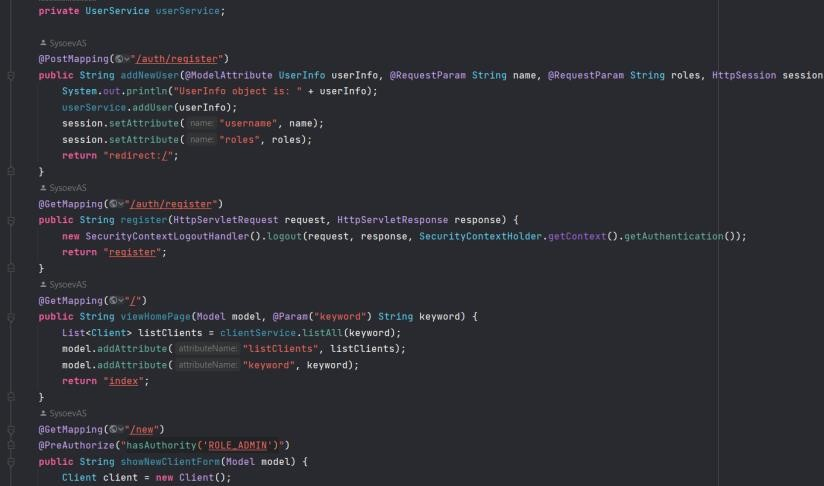 private UserService userService;
SysoevAS
@PostMapping("/auth/register")
public String addNewUser(@ModelAttribute UserInfo userInfo, @RequestParam String name, @RequestParam String roles, HttpSession session
System.out.println("UserInfo object is: " + userInfo);
userService.addUser(userInfo);
session.setAttribute( name: "username", name);
session.setAttribute( name: "roles", roles);
return "redirect:/";
}
SysoevAS
@GetMapping("/auth/register")
public String register(HttpServletRequest request, HttpServletResponse response) {
new SecurityContextLogoutHandler().logout(request, response, SecurityContextHolder.getContext().getAuthentication());
return "register";
}
SysoevAS
@GetMapping("/")
public String viewHomePage(Model model, @Param("keyword") String keyword) {
List<Client> listClients = clientService.listAll(keyword);
model.addAttribute( attributeName: "listClients", listClients);
model.addAttribute( attributeName: "keyword", keyword);
return "index";
}
SysoevAS
@GetMapping("/new")
@PreAuthorize("hasAuthority('ROLE_ADMIN')")
public String showNewClientForm(Model model) {
Client client = new Client();